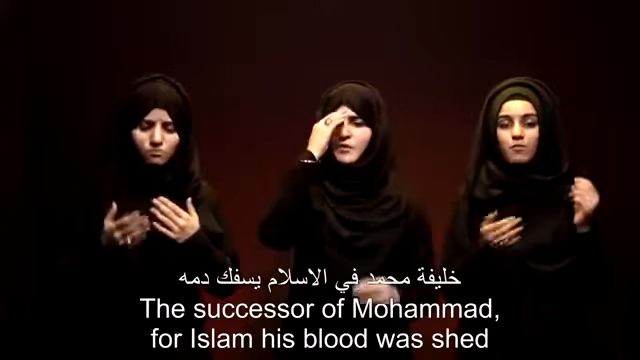 خليفة محمد في الاسلام يسفك دمه
The successor of Mohammad,
for Islam his blood was shed